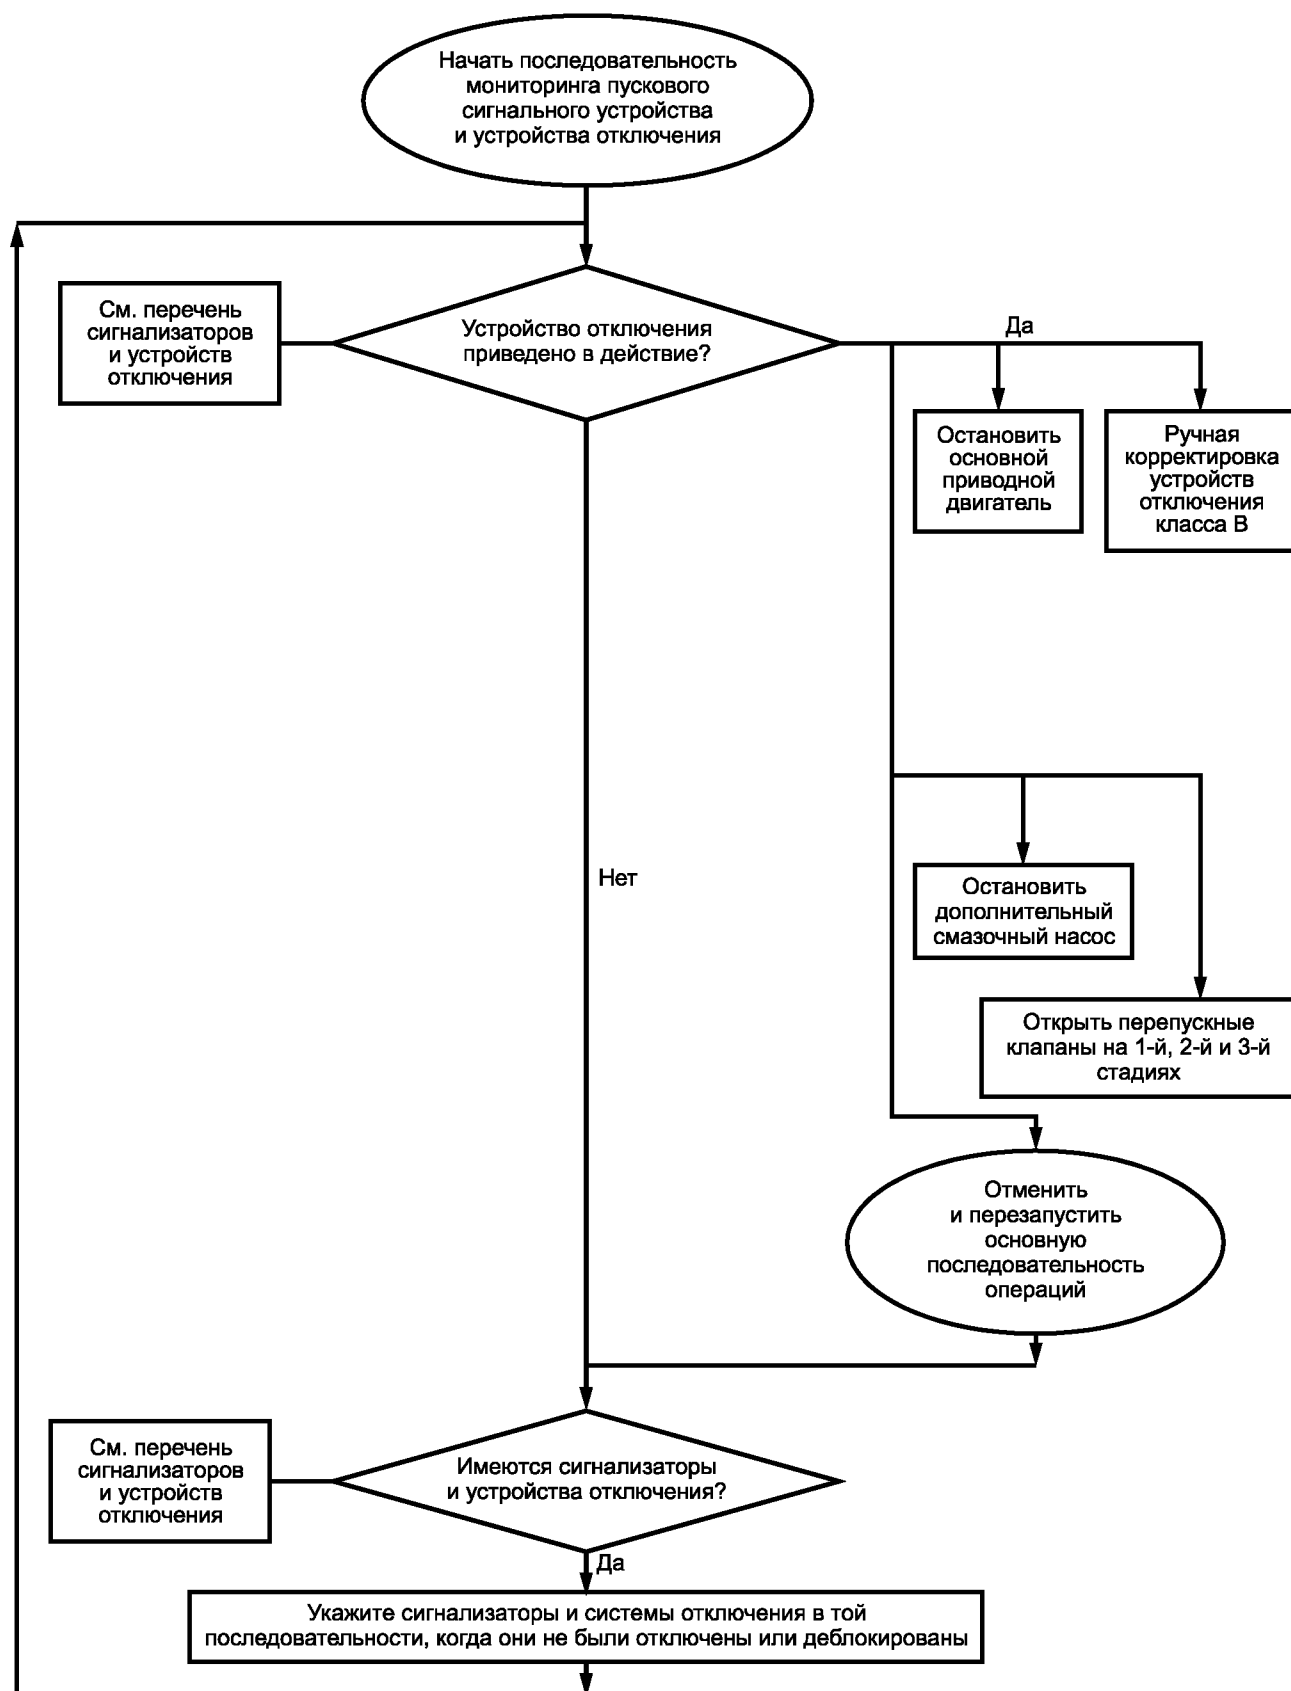 Начать последовательность
мониторинга пускового
сигнального устройства
и устройства отключения
См. перечень
сигнализаторов
и устройств
отключения
Устройство отключения
приведено в действие?
Да
Остановить
основной
приводной
двигатель
Ручная
корректировка
устройств
отключения
класса В
Нет
Остановить
дополнительный
смазочный насос
Открыть перепускные
клапаны на 1-й, 2-й и 3-й
стадиях
Отменить
и перезапустить
основную
последовательность
операций
См. перечень
сигнализаторов
и устройств
отключения
Имеются сигнализаторы
и устройства отключения?
Да
Укажите сигнализаторы и системы отключения в той
последовательности, когда они не были отключены или деблокированы